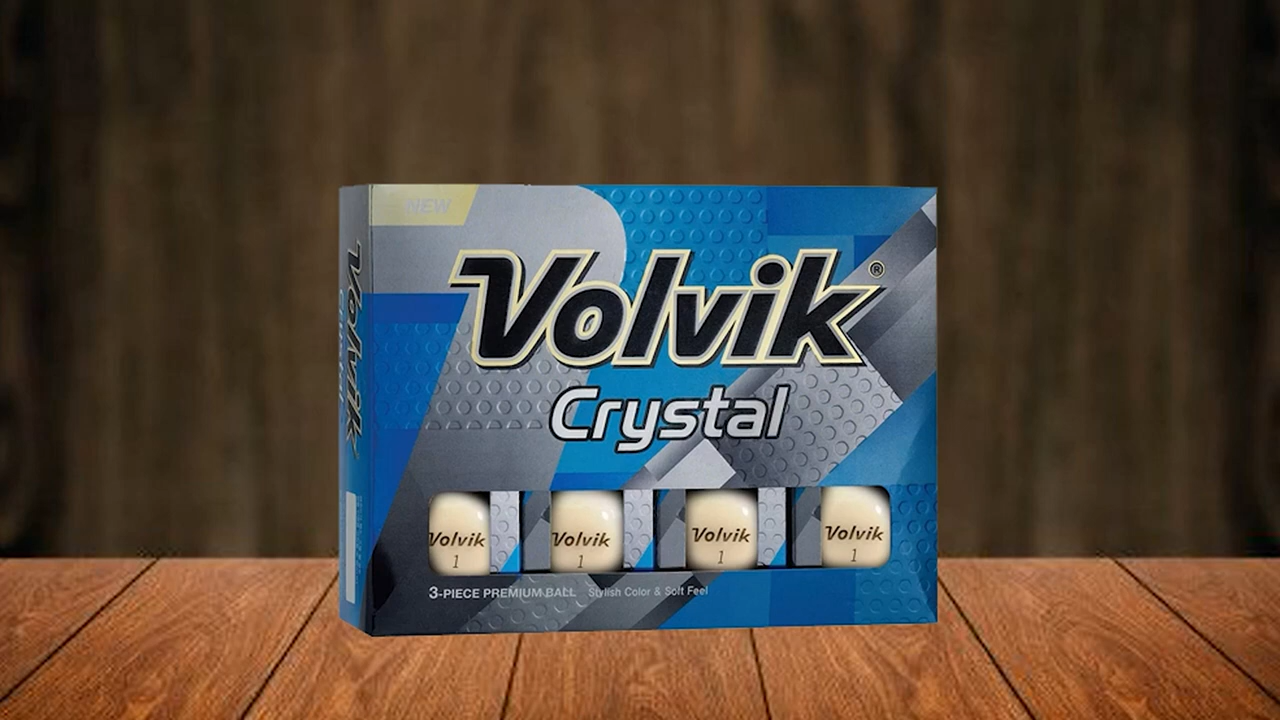 NEW
Volvik®
Crystal
Volvik
1
Volvik
1
Volvik
1
Volvik
1
3-PIECE PREMIUM BALL Stylish Color & Soft Feel
Volvik
Crystal